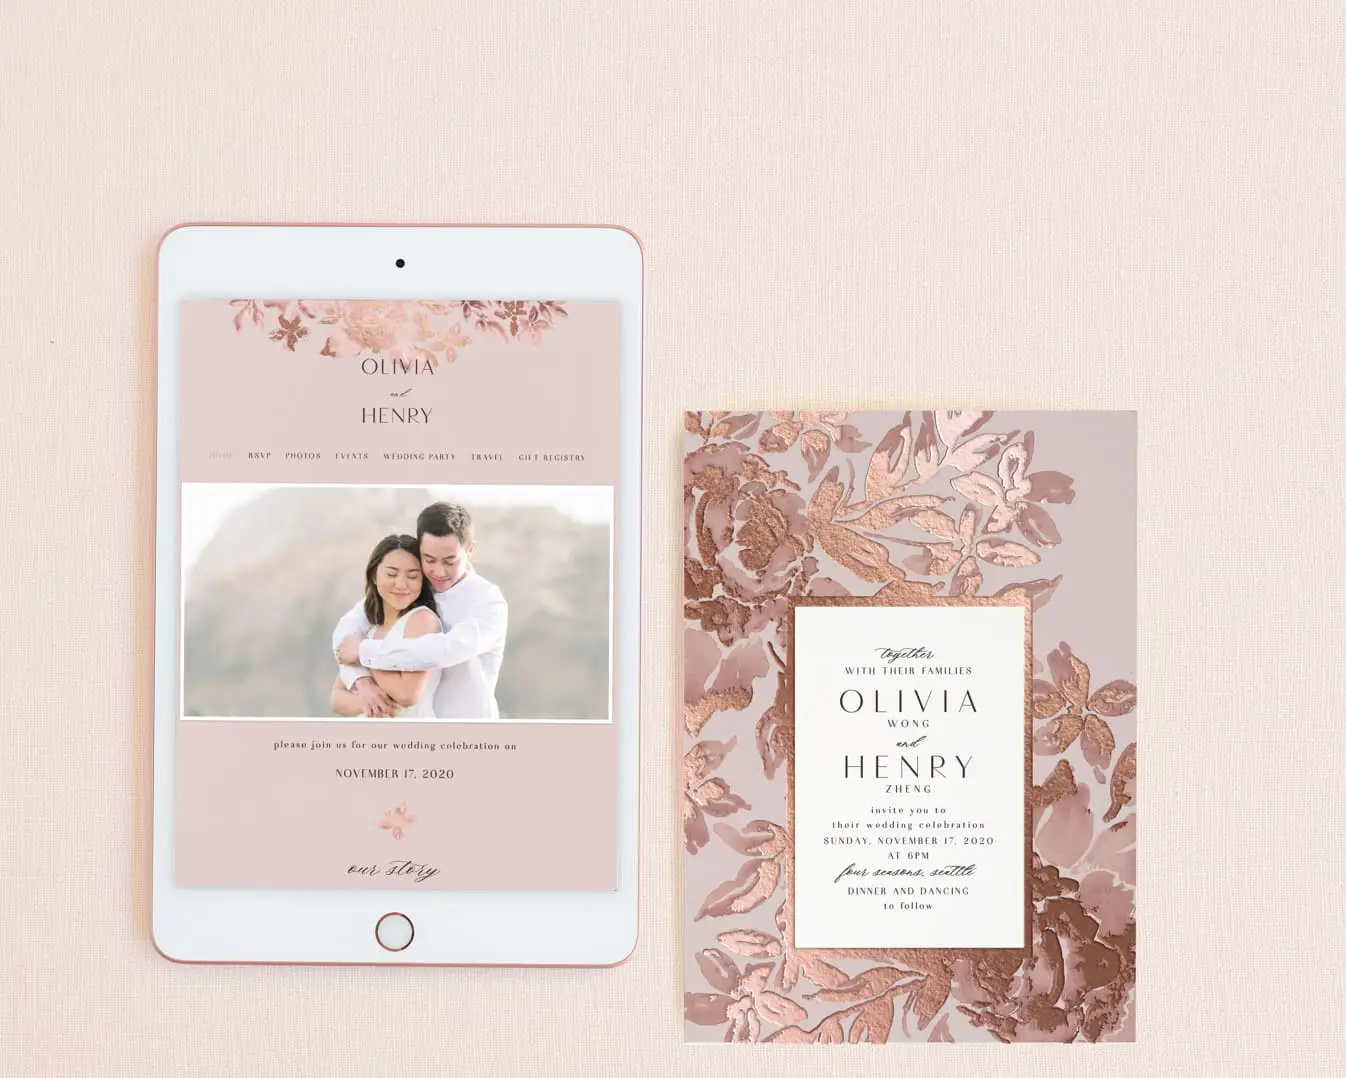 OLIVIA
and
HENRY
HOME RSVP PHOTOS EVENTS WEDDING PARTY TRAVEL GIFT REGISTRY
please join us for our wedding celebration on
NOVEMBER 17, 2020
our story
together
WITH THEIR FAMILIES
OLIVIA
WONG
and
HENRY
ZHENG
invite you to
their wedding celebration
SUNDAY, NOVEMBER 17, 2020
AT 6PM
four seasons, seattle
DINNER AND DANCING
to follow